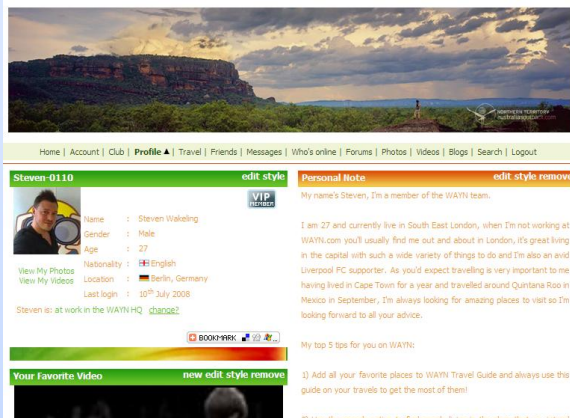 NORTHERN TERRITORY
australiasoutback.com
Home | Account | Club | Profile ▲ | Travel | Friends | Messages | Who's online | Forums | Photos | Videos | Blogs | Search | Logout
Steven-0110 edit style
VIP
MEMBER
Name : Steven Wakeling
Gender : Male
Age : 27
Nationality : English
Location : Berlin, Germany
Last login : 10th July 2008
View My Photos
View My Videos
Steven is: at work in the WAYN HQ change?
BOOKMARK
Your Favorite Video new edit style remove
Personal Note edit style remove
My name's Steven, I'm a member of the WAYN team.
I am 27 and currently live in South East London, when I'm not working at
WAYN.com you'll usually find me out and about in London, it's great living
in the capital with such a wide variety of things to do and I'm also an avid
Liverpool FC supporter. As you'd expect travelling is very important to me
having lived in Cape Town for a year and travelled around Quintana Roo in
Mexico in September, I'm always looking for amazing places to visit so I'm
looking forward to all your advice.
My top 5 tips for you on WAYN:
1) Add all your favorite places to WAYN Travel Guide and always use this
guide on your travels to get the most of them!